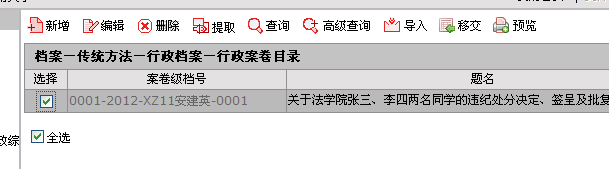 新增 编辑 删除 提取 查询 高级查询 导入 移交 预览
档案—传统方法—行政档案—行政案卷目录
选择 案卷级档号 题名
0001-2012-XZ11安建英-0001 关于法学院张三、李四两名同学的违纪处分决定、签呈及批复
政综
全选